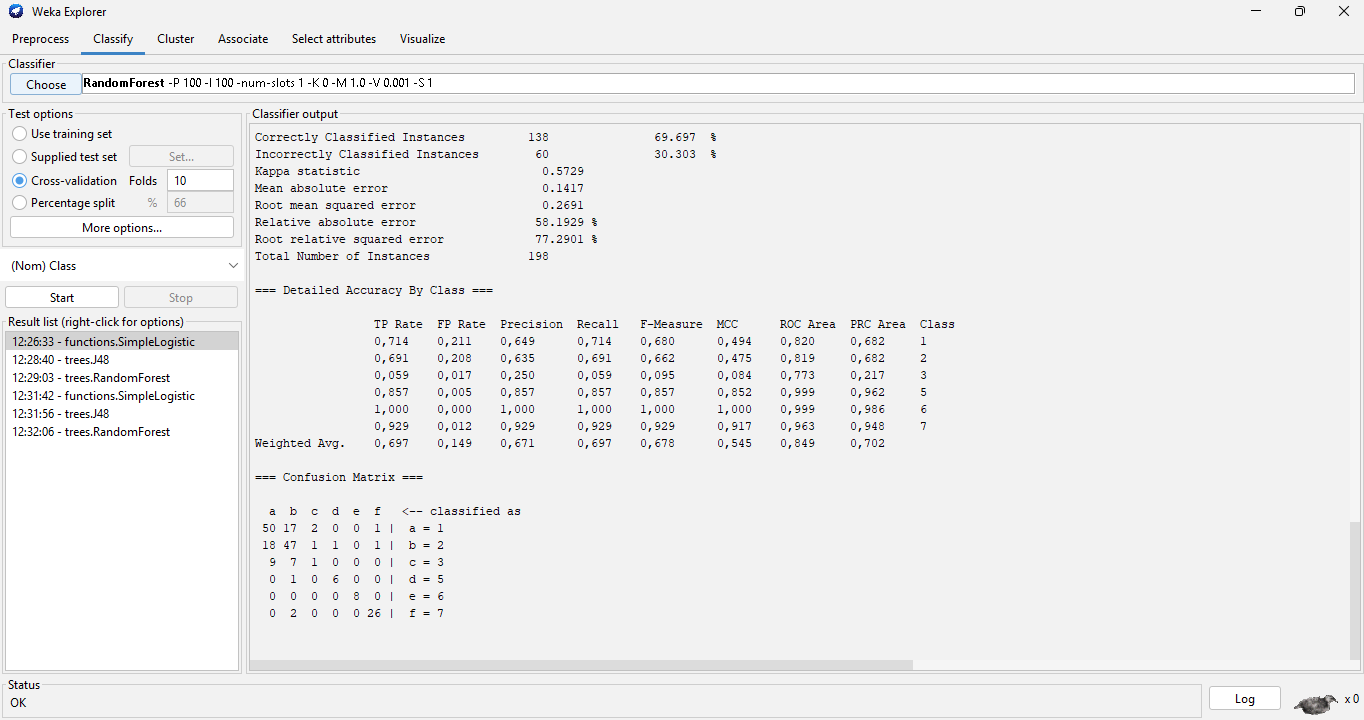 Weka Explorer
Preprocess Classify Cluster Associate Select attributes Visualize
Classifier
Choose RandomForest -P 100 -I 100 -num-slots 1 -K 0 -M 1.0 -V 0.001 -S 1
Test options
Use training set
Supplied test set Set...
Cross-validation Folds 10
Percentage split % 66
More options...
(Nom) Class
Start Stop
Result list (right-click for options)
12:26:33 - functions.SimpleLogistic
12:28:40 - trees.J48
12:29:03 - trees.RandomForest
12:31:42 - functions.SimpleLogistic
12:31:56 - trees.J48
12:32:06 - trees.RandomForest
Classifier output
Correctly Classified Instances 138 69.697 %
Incorrectly Classified Instances 60 30.303 %
Kappa statistic 0.5729
Mean absolute error 0.1417
Root mean squared error 0.2691
Relative absolute error 58.1929 %
Root relative squared error 77.2901 %
Total Number of Instances 198
=== Detailed Accuracy By Class ===
TP Rate FP Rate Precision Recall F-Measure MCC ROC Area PRC Area Class
0,714 0,211 0,649 0,714 0,680 0,494 0,820 0,682 1
0,691 0,208 0,635 0,691 0,662 0,475 0,819 0,682 2
0,059 0,017 0,250 0,059 0,095 0,084 0,773 0,217 3
0,857 0,005 0,857 0,857 0,857 0,852 0,999 0,962 5
1,000 0,000 1,000 1,000 1,000 1,000 0,999 0,986 6
0,929 0,012 0,929 0,929 0,929 0,917 0,963 0,948 7
Weighted Avg. 0,697 0,149 0,671 0,697 0,678 0,545 0,849 0,702
=== Confusion Matrix ===
a b c d e f <-- classified as
50 17 2 0 0 1 | a = 1
18 47 1 1 0 1 | b = 2
9 7 1 0 0 0 | c = 3
0 1 0 6 0 0 | d = 5
0 0 0 0 8 0 | e = 6
0 2 0 0 0 26 | f = 7
Status
OK
Log x 0